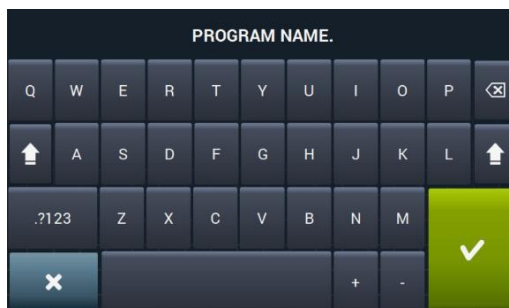 PROGRAM NAME.
Q W E R T Y U I O P
A S D F G H J K L
.?123 Z X C V B N M
+ -